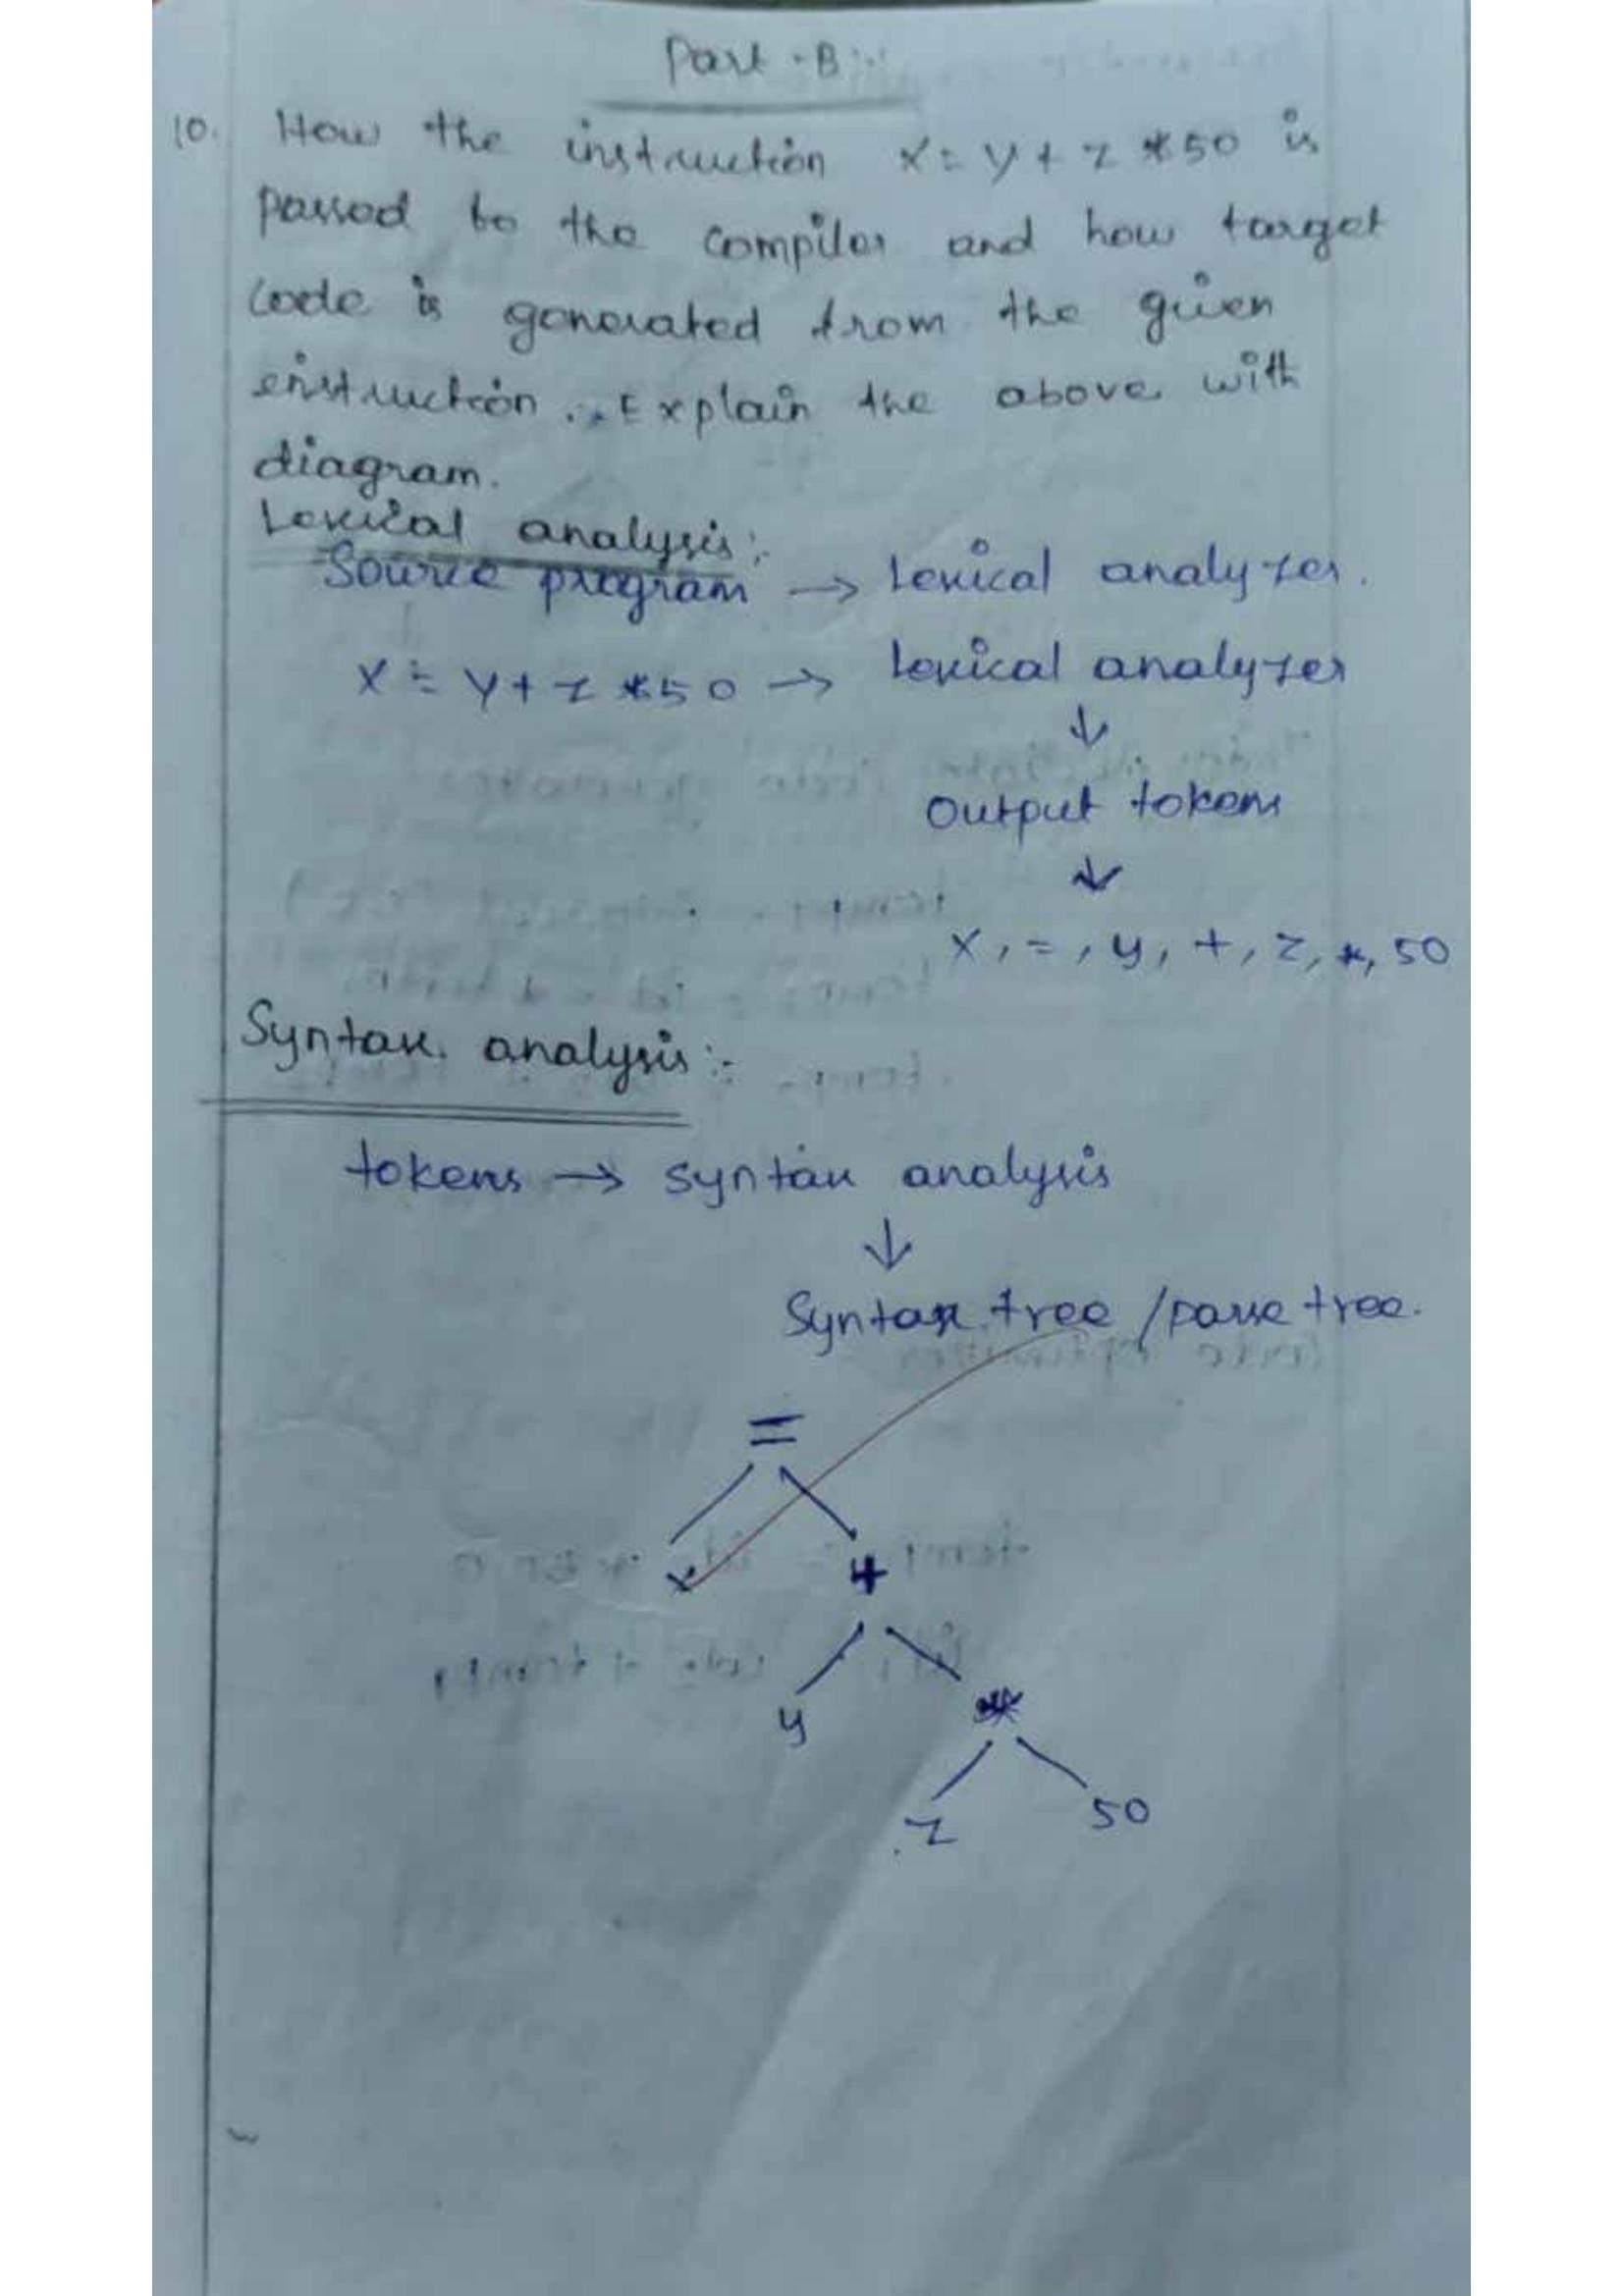 Part -B:-
10. How the instruction x = y + z * 50 is
passed to the compiler and how target
code is generated from the given
instruction. Explain the above with
diagram.
Lexical analysis:-
Source program → Lexical analyzer.
x = y + z * 50 → Lexical analyzer
↓
Output tokens
↓
x, =, y, +, z, *, 50
Syntax analysis:-
tokens → syntax analysis
↓
Syntax tree / parse tree.
=
x +
y *
z 50